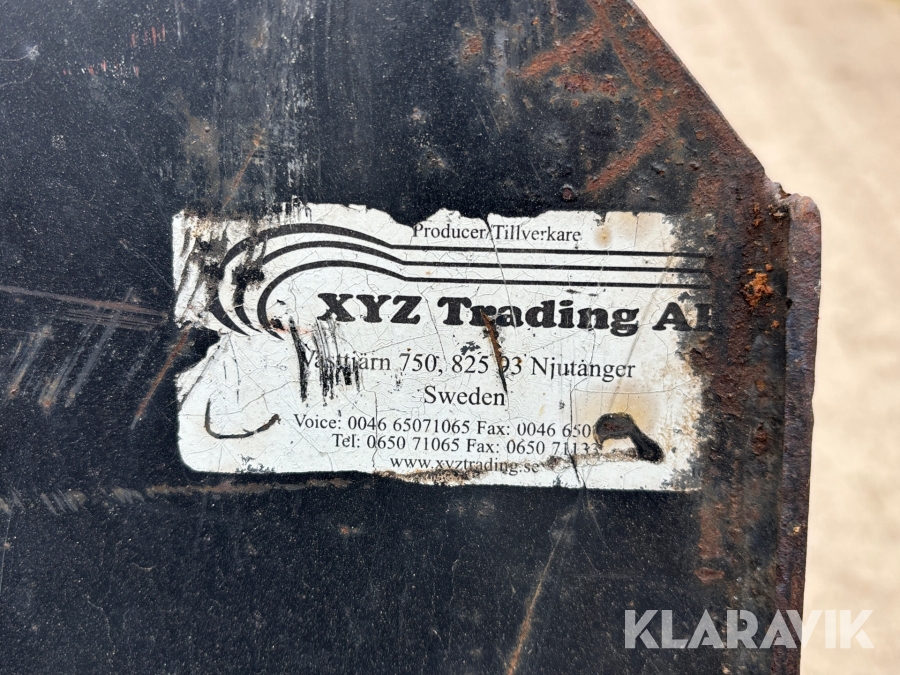 Producer/Tillverkare
XYZ Trading AB
Västtjärn 750, 825 93 Njutånger
Sweden
Voice: 0046 65071065 Fax: 0046 650
Tel: 0650 71065 Fax: 0650 7113
www.xyztrading.se
KLARAVIK